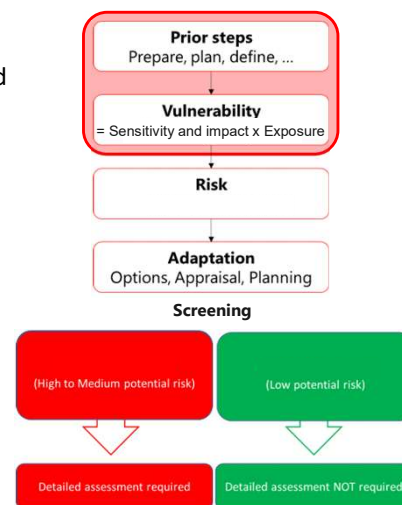 Prior steps
Prepare, plan, define, ...
d
Vulnerability
= Sensitivity and impact x Exposure
Risk
Adaptation
Options, Appraisal, Planning
Screening
(High to Medium potential risk)
(Low potential risk)
Detailed assessment required
Detailed assessment NOT required